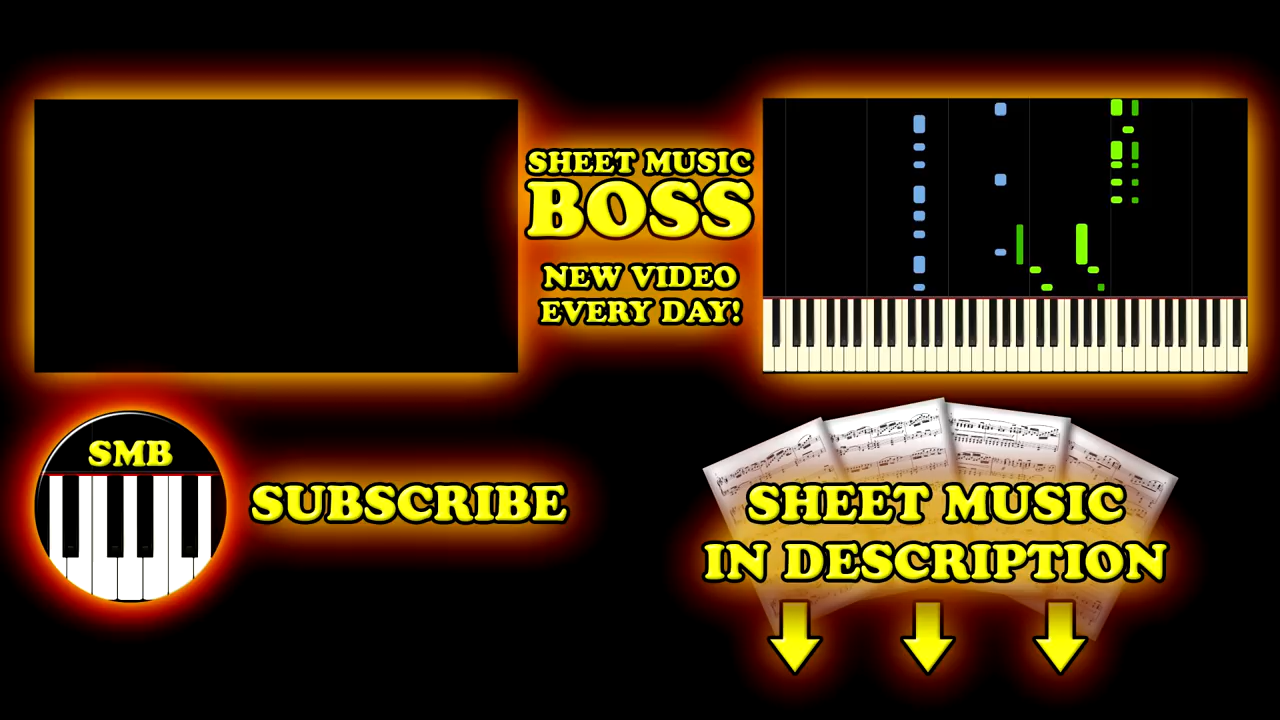 SHEET MUSIC
BOSS
NEW VIDEO
EVERY DAY!
SMB
SUBSCRIBE
SHEET MUSIC
IN DESCRIPTION